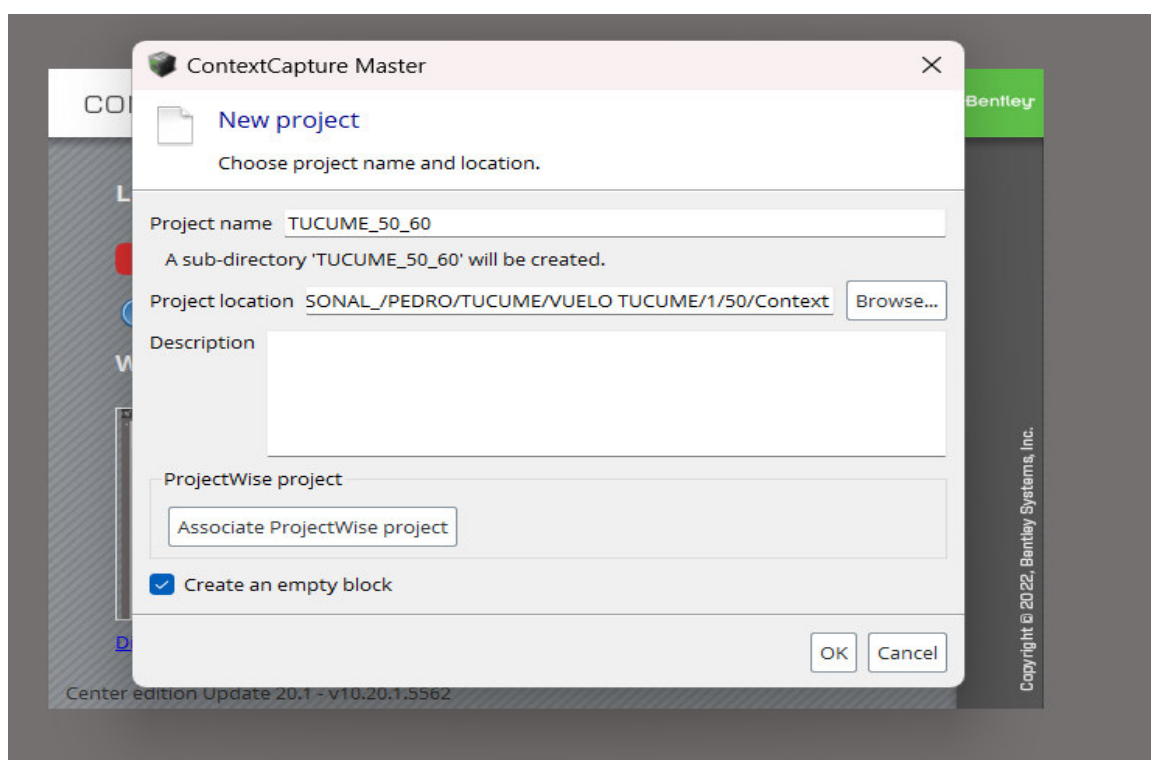 ContextCapture Master
CO
Bentley
New project
Choose project name and location.
L
Project name TUCUME_50_60
A sub-directory 'TUCUME_50_60' will be created.
Project location SONAL_/PEDRO/TUCUME/VUELO TUCUME/1/50/Context Browse...
Description
W
ProjectWise project
Associate ProjectWise project
Create an empty block
D
OK Cancel
Center edition Update 20.1 - v10.20.1.5562
Copyright © 2022, Bentley Systems, Inc.